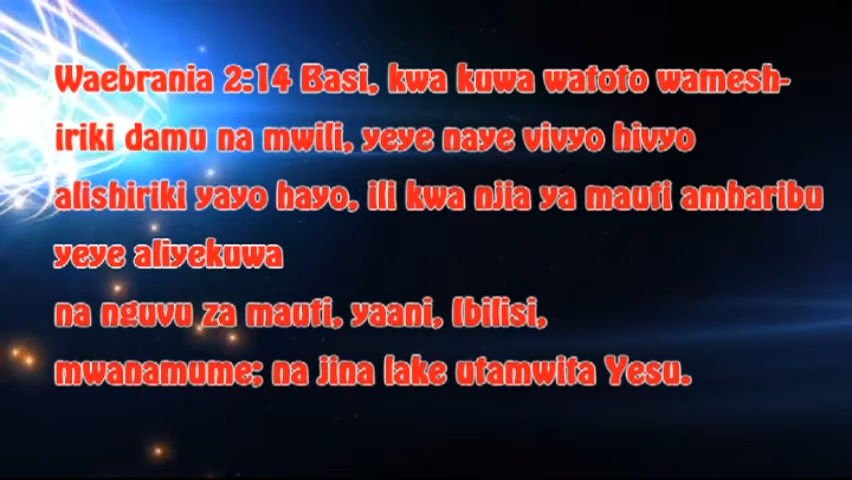 Waebrania 2:14 Basi, kwa kuwa watoto wamesh-
iriki damu na mwili, yeye naye vivyo hivyo
alishiriki yayo hayo, ili kwa njia ya mauti amharibu
yeye aliyekuwa
na nguvu za mauti, yaani, Ibilisi,
mwanamume; na jina lake utamwita Yesu.